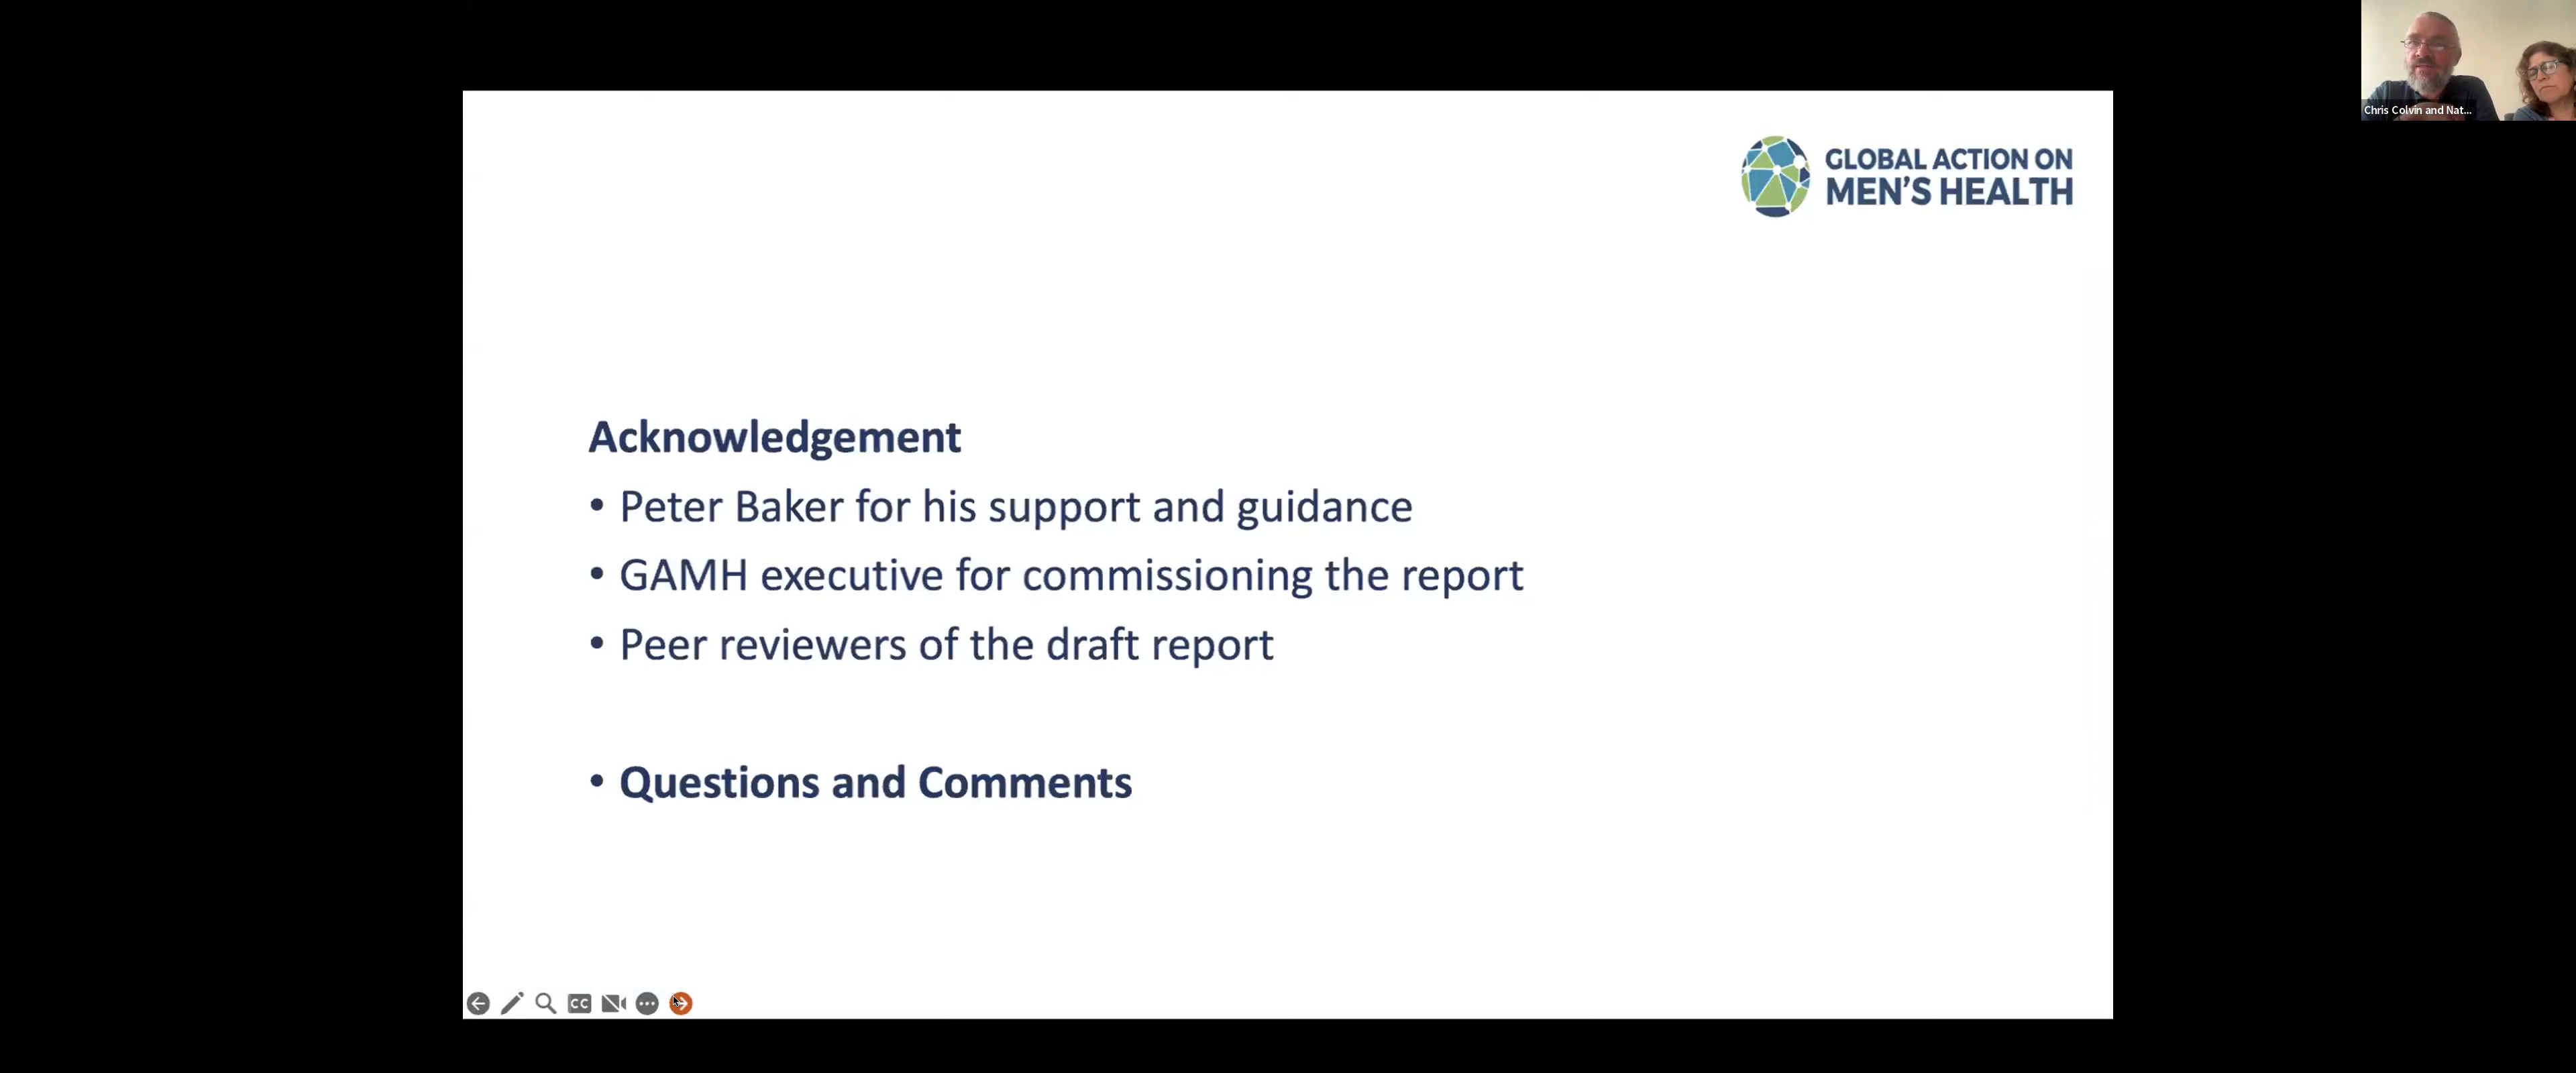 Chris Colvin and Nat...
GLOBAL ACTION ON
MEN'S HEALTH
Acknowledgement
• Peter Baker for his support and guidance
• GAMH executive for commissioning the report
• Peer reviewers of the draft report
• Questions and Comments
CC